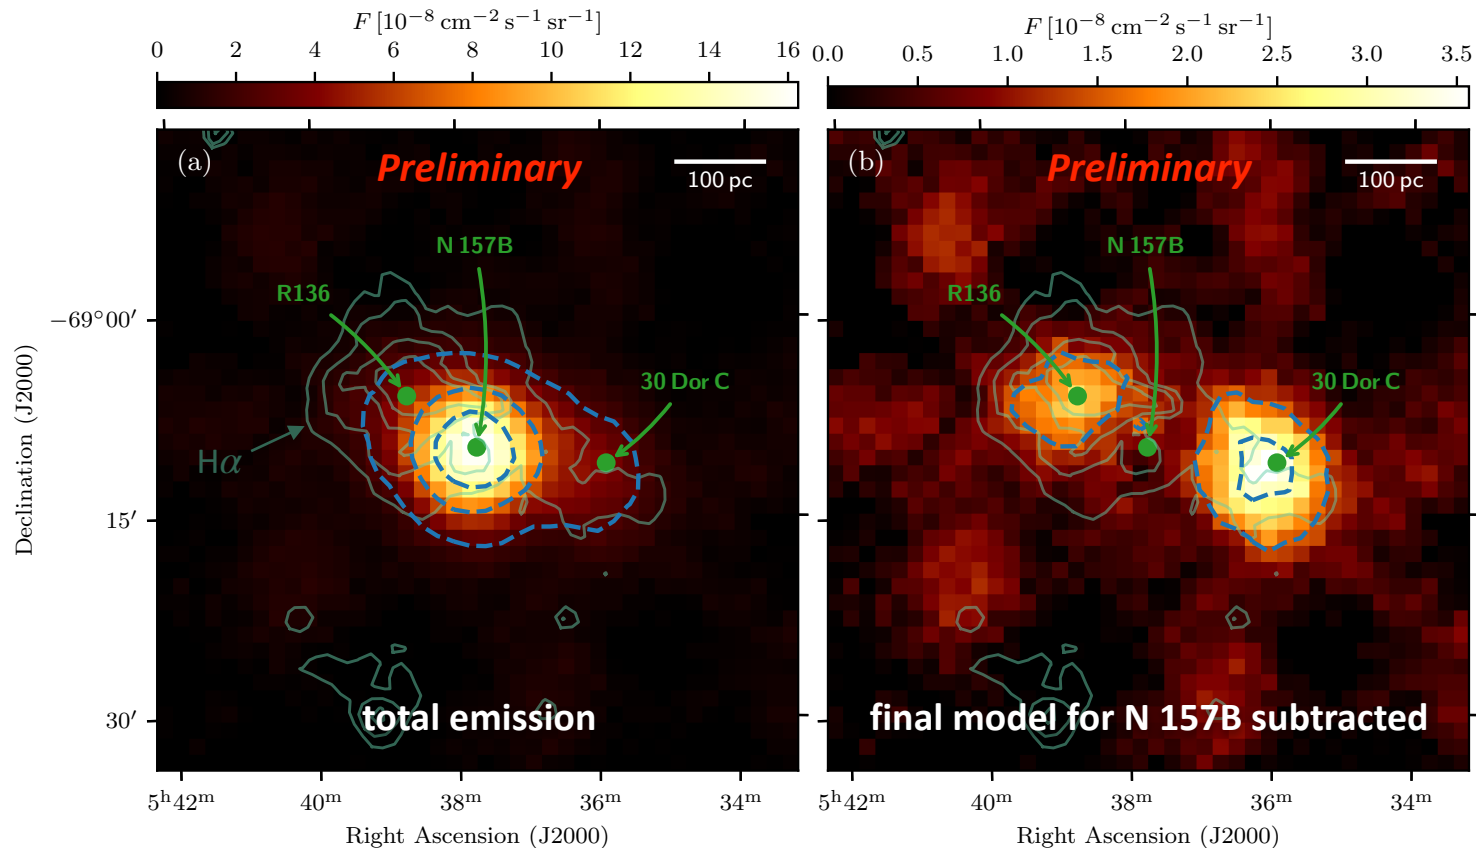 F [10⁻⁸ cm⁻² s⁻¹ sr⁻¹]
0 2 4 6 8 10 12 14 16
(a)
Preliminary
100 pc
N 157B
R136
30 Dor C
Hα
total emission
−69°00′
15′
30′
Declination (J2000)
5ʰ42ᵐ 40ᵐ 38ᵐ 36ᵐ 34ᵐ
Right Ascension (J2000)
F [10⁻⁸ cm⁻² s⁻¹ sr⁻¹]
0.0 0.5 1.0 1.5 2.0 2.5 3.0 3.5
(b)
Preliminary
100 pc
N 157B
R136
30 Dor C
final model for N 157B subtracted
5ʰ42ᵐ 40ᵐ 38ᵐ 36ᵐ 34ᵐ
Right Ascension (J2000)